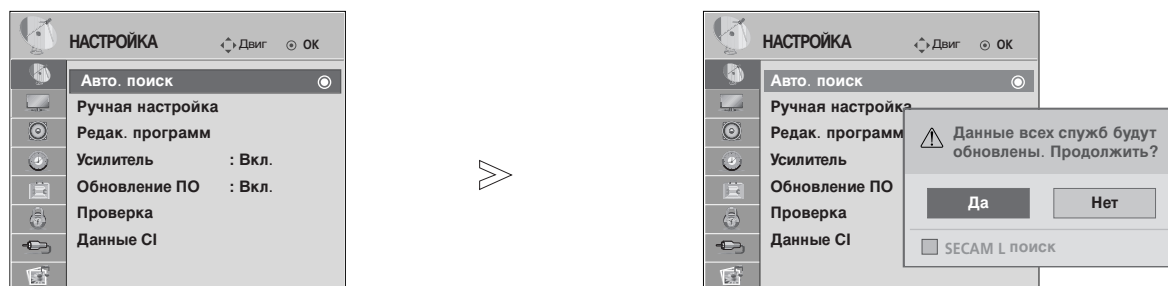 НАСТРОЙКА
Двиг OK
Авто. поиск
Ручная настройка
Редак. программ
Усилитель : Вкл.
Обновление ПО : Вкл.
Проверка
Данные CI
НАСТРОЙКА
Двиг OK
Авто. поиск
Ручная настройка
Редак. программ
Усилитель
Обновление ПО
Проверка
Данные CI
Данные всех спужб будут
обновлены. Продолжить?
Да
Нет
SECAM L поиск